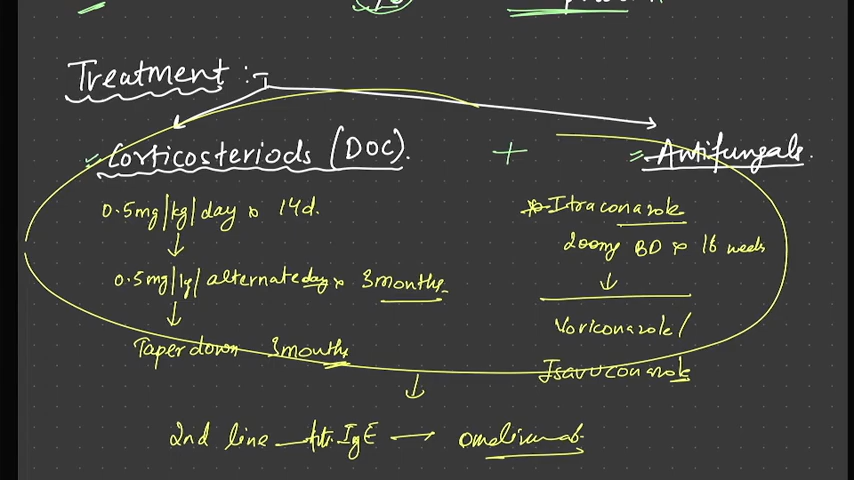 Treatment :-
Corticosteriods (DOC).
+
Antifungals.
0.5mg/kg/day x 14d.
0.5mg/kg/alternate day x 3months
Taper down 3months
Itraconazole
200mg BD x 16 weeks
Voriconazole/
Isavuconazole
2nd line Anti IgE → omalizumab